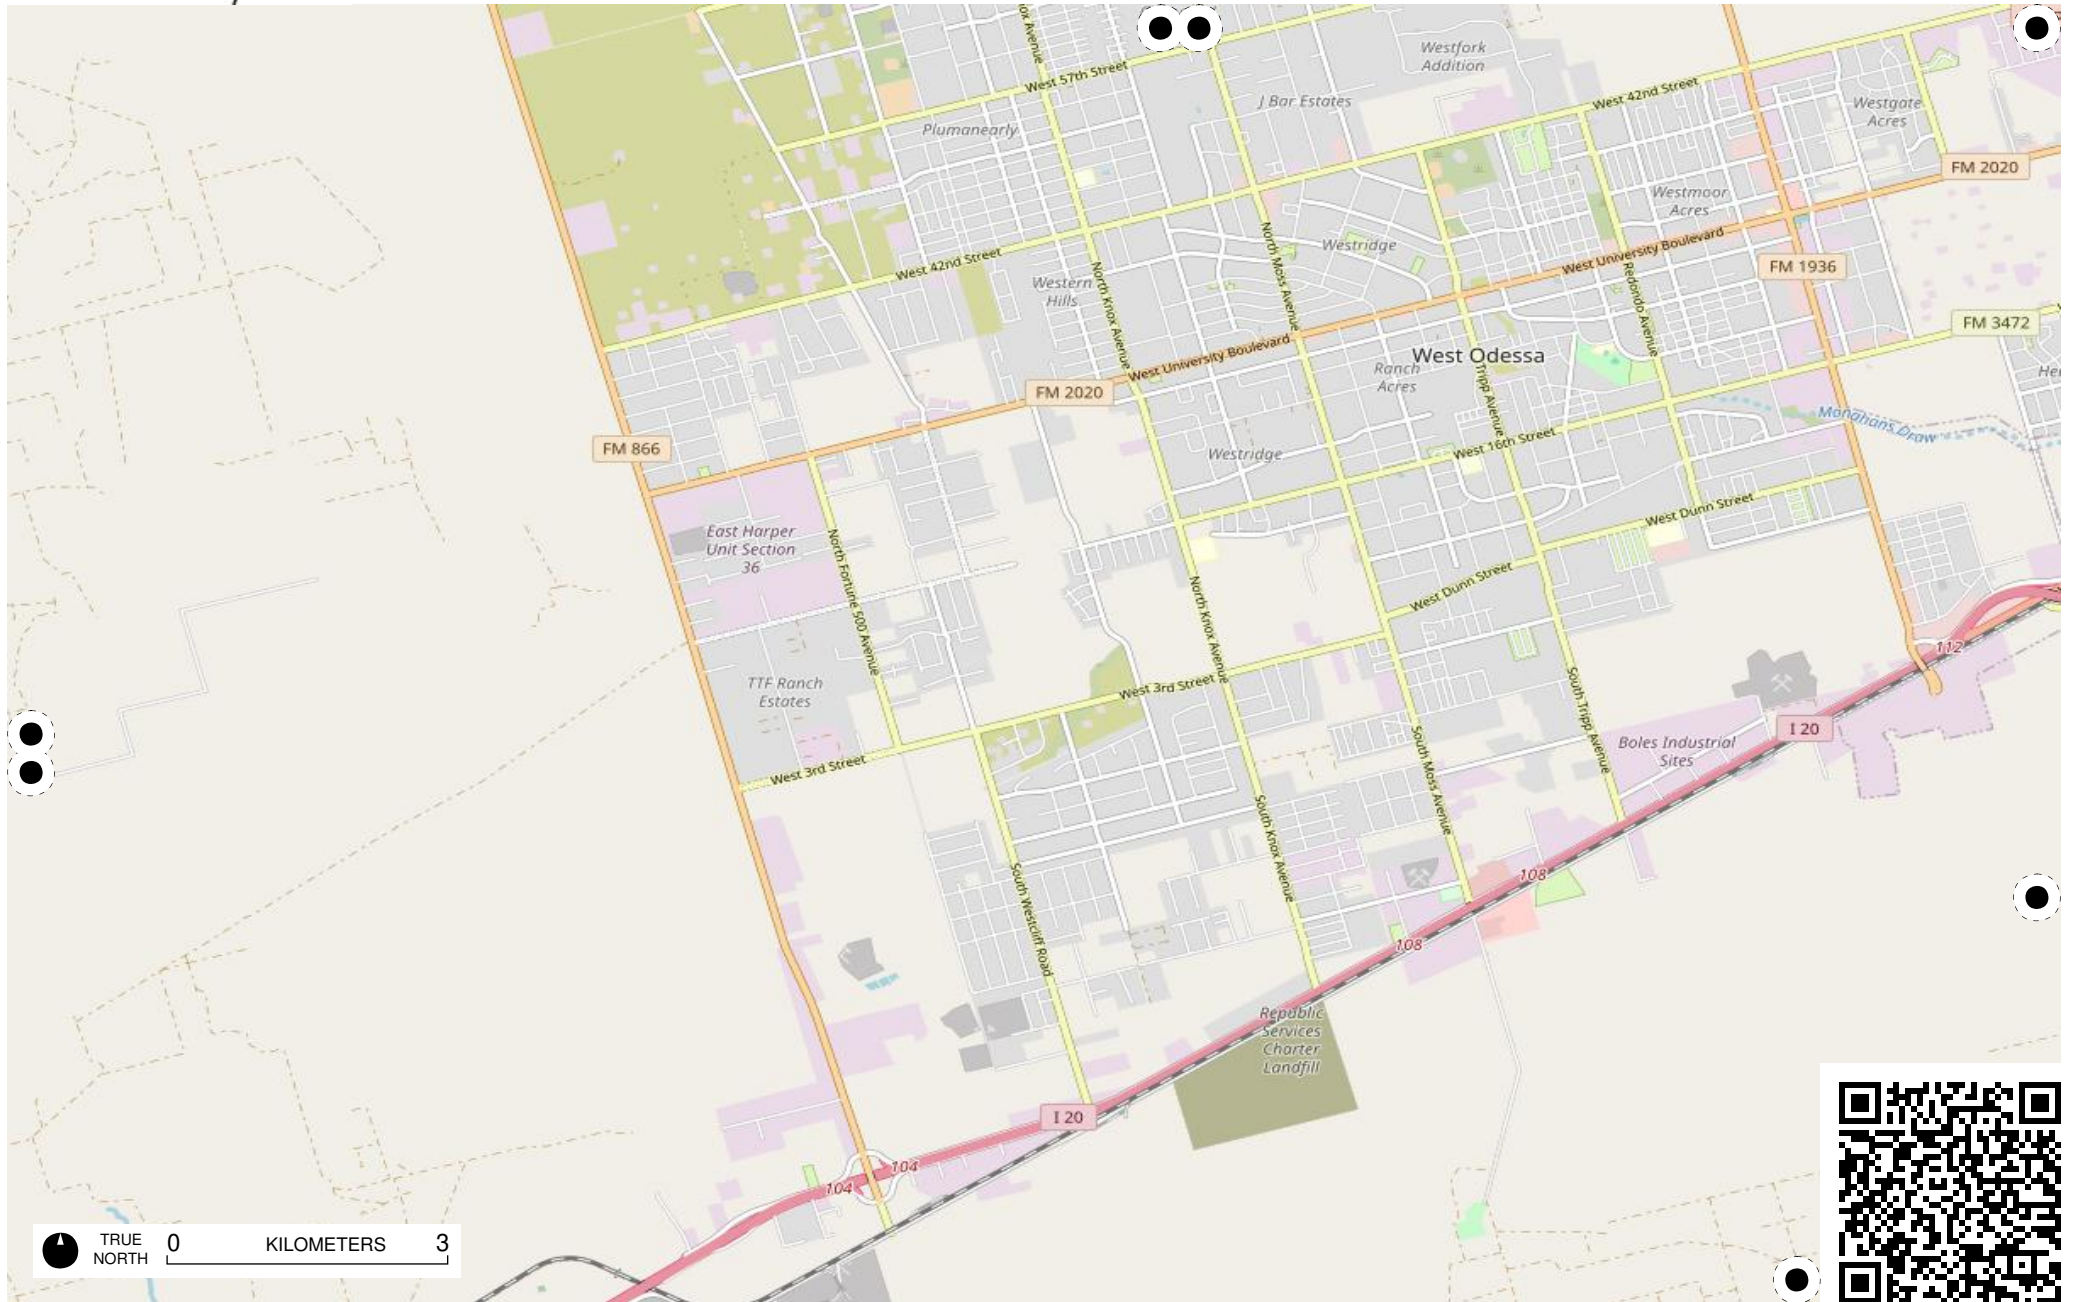 ox Avenue
West 57th Street
Westfork
Addition
J Bar Estates
West 42nd Street
Westgate
Acres
Plumanearly
FM 2020
Westmoor
Acres
North Moss Avenue
Westridge
West University Boulevard
West 42nd Street
Western
Hills
North Knox Avenue
Redondo Avenue
FM 1936
FM 3472
West University Boulevard
West Odessa
Ranch
Acres
Tripp Avenue
FM 2020
Her
Monahans Draw
FM 866
Westridge
West 16th Street
West Dunn Street
East Harper
Unit Section
36
North Fortune 500 Avenue
North Knox Avenue
West Dunn Street
112
TTF Ranch
Estates
West 3rd Street
South Tripp Avenue
I 20
South Moss Avenue
Boles Industrial
Sites
West 3rd Street
South Knox Avenue
South Westcliff Road
108
108
Republic
Services
Charter
Landfill
I 20
104
104
TRUE
NORTH
0 KILOMETERS 3